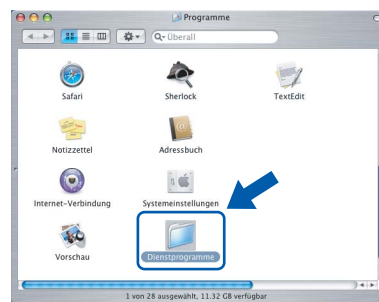 Programme
Überall
Safari
Sherlock
TextEdit
Notizzettel
Adressbuch
Internet-Verbindung
Systemeinstellungen
Vorschau
Dienstprogramme
1 von 28 ausgewählt, 11.32 GB verfügbar